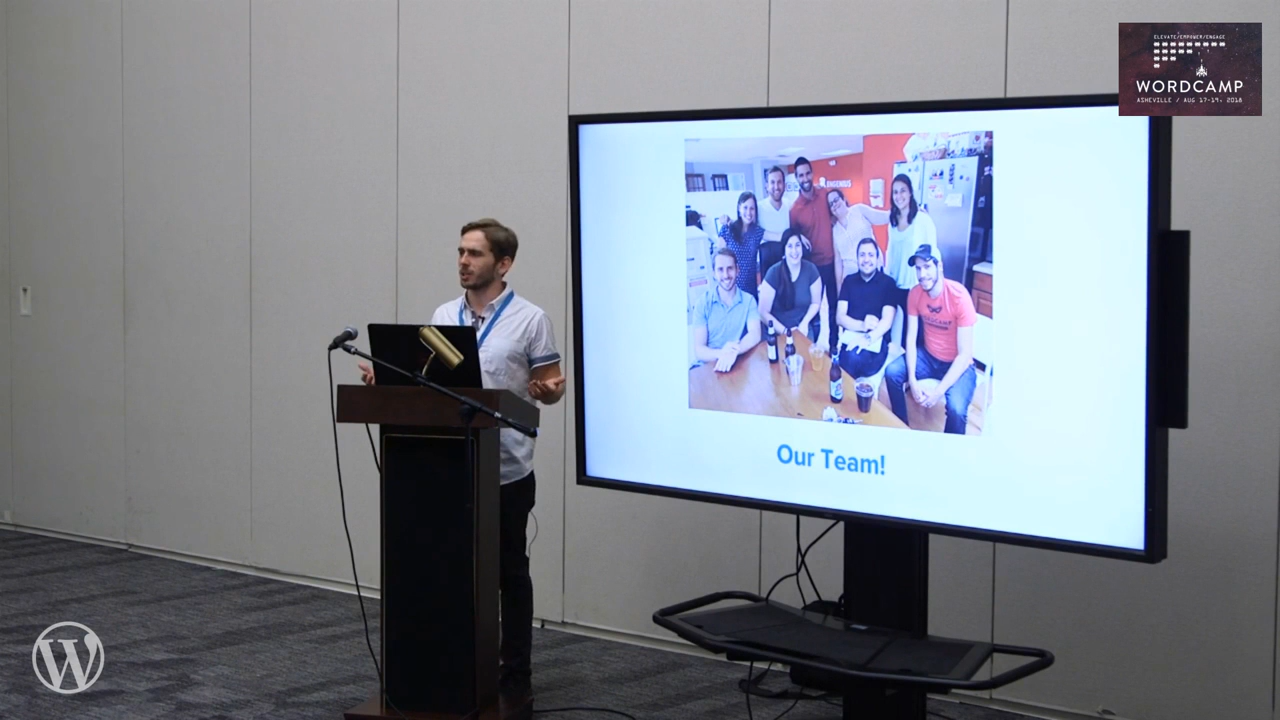 ELEVATE/EMPOWER/ENGAGE
WORDCAMP
ASHEVILLE / AUG 17-19, 2018
Our Team!